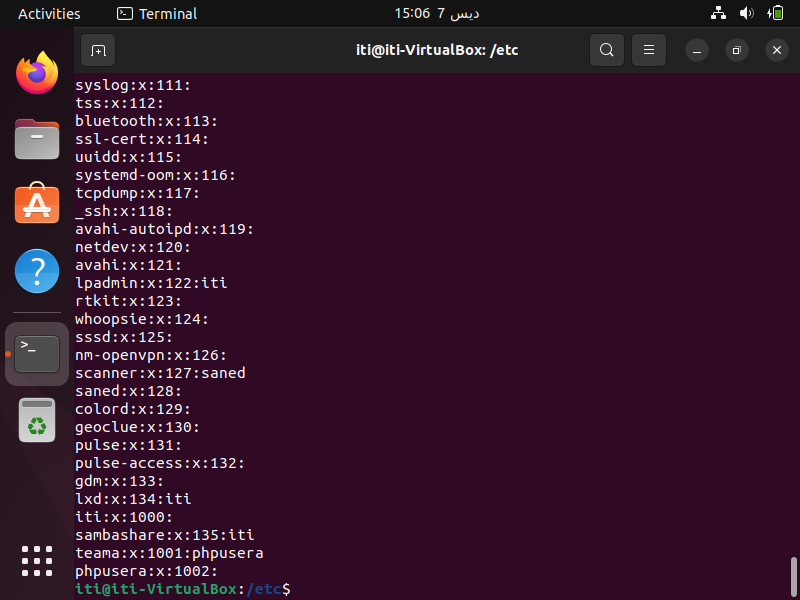 Activities
Terminal
15:06 7 ديس
iti@iti-VirtualBox: /etc
syslog:x:111:
tss:x:112:
bluetooth:x:113:
ssl-cert:x:114:
uuidd:x:115:
systemd-oom:x:116:
tcpdump:x:117:
_ssh:x:118:
avahi-autoipd:x:119:
netdev:x:120:
avahi:x:121:
lpadmin:x:122:iti
rtkit:x:123:
whoopsie:x:124:
sssd:x:125:
nm-openvpn:x:126:
scanner:x:127:saned
saned:x:128:
colord:x:129:
geoclue:x:130:
pulse:x:131:
pulse-access:x:132:
gdm:x:133:
lxd:x:134:iti
iti:x:1000:
sambashare:x:135:iti
teama:x:1001:phpusera
phpusera:x:1002:
iti@iti-VirtualBox:/etc$